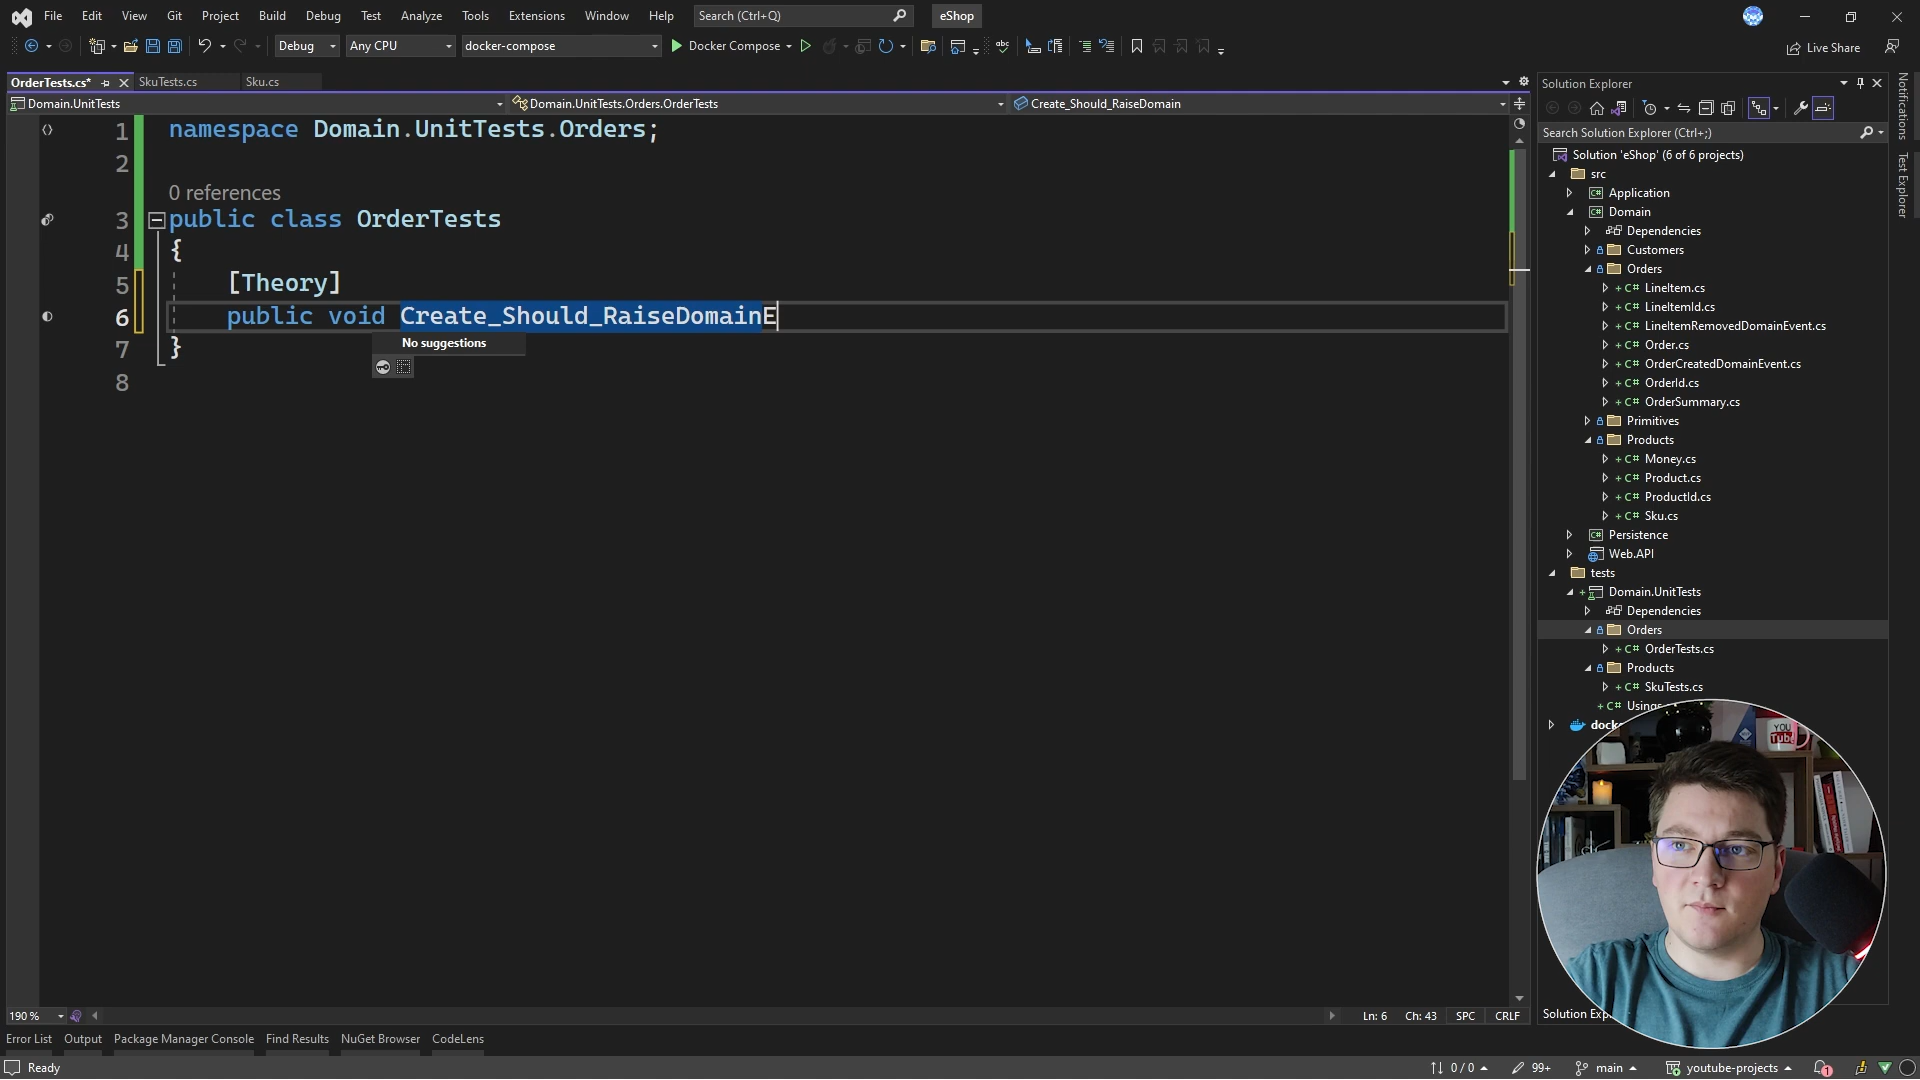 File Edit View Git Project Build Debug Test Analyze Tools Extensions Window Help Search (Ctrl+Q) eShop
Debug Any CPU docker-compose Docker Compose Live Share
OrderTests.cs* SkuTests.cs Sku.cs
Domain.UnitTests Domain.UnitTests.Orders.OrderTests Create_Should_RaiseDomain
1 namespace Domain.UnitTests.Orders;
2
0 references
3 public class OrderTests
4 {
5 [Theory]
6 public void Create_Should_RaiseDomainE
No suggestions
7 }
8
Solution Explorer
Search Solution Explorer (Ctrl+;)
Solution 'eShop' (6 of 6 projects)
src
C# Application
C# Domain
Dependencies
Customers
Orders
C# LineItem.cs
C# LineItemId.cs
C# LineItemRemovedDomainEvent.cs
C# Order.cs
C# OrderCreatedDomainEvent.cs
C# OrderId.cs
C# OrderSummary.cs
Primitives
Products
C# Money.cs
C# Product.cs
C# ProductId.cs
C# Sku.cs
C# Persistence
Web.API
tests
Domain.UnitTests
Dependencies
Orders
C# OrderTests.cs
Products
C# SkuTests.cs
C# Usings
Notifications
Test Explorer
YOU
Tube
190 % Ln: 6 Ch: 43 SPC CRLF
Error List Output Package Manager Console Find Results NuGet Browser CodeLens
Ready 0 / 0 99+ main youtube-projects 1